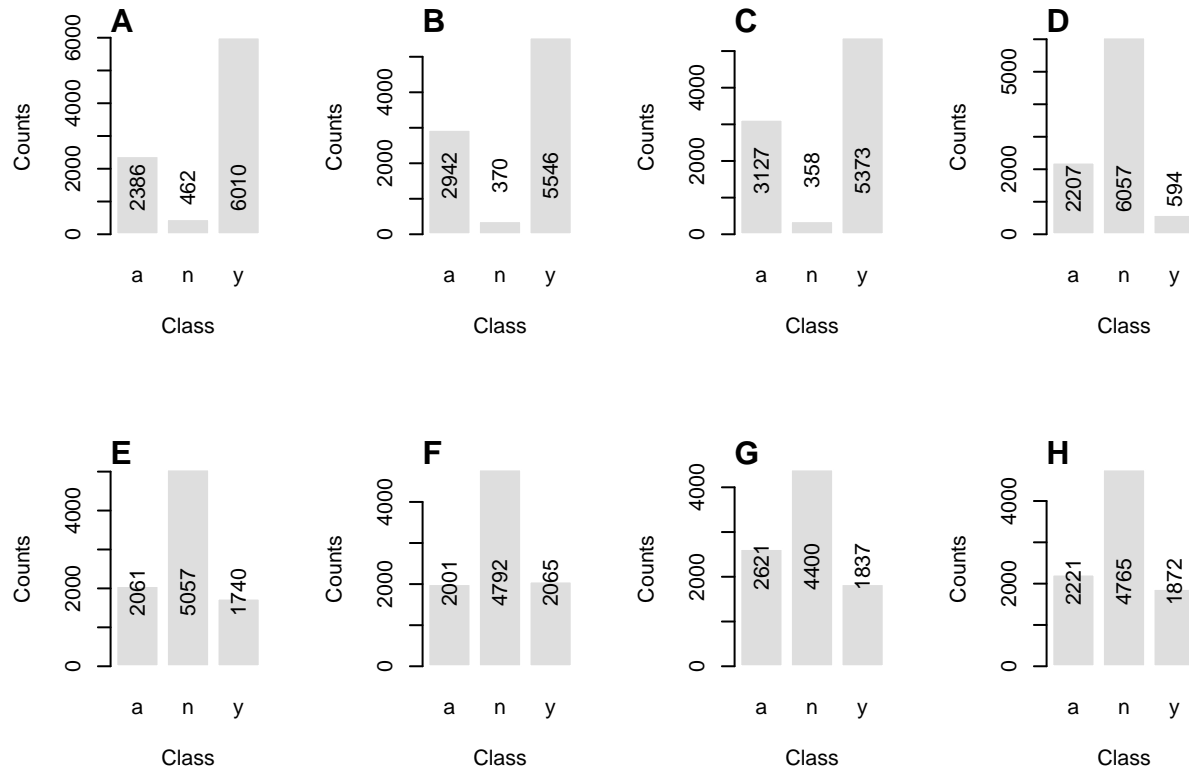 A
Counts
0
2000
4000
6000
2386
462
6010
a n y
Class
B
Counts
0
2000
4000
2942
370
5546
a n y
Class
C
Counts
0
2000
4000
3127
358
5373
a n y
Class
D
Counts
0
2000
5000
2207
6057
594
a n y
Class
E
Counts
0
2000
4000
2061
5057
1740
a n y
Class
F
Counts
0
2000
4000
2001
4792
2065
a n y
Class
G
Counts
0
2000
4000
2621
4400
1837
a n y
Class
H
Counts
0
2000
4000
2221
4765
1872
a n y
Class